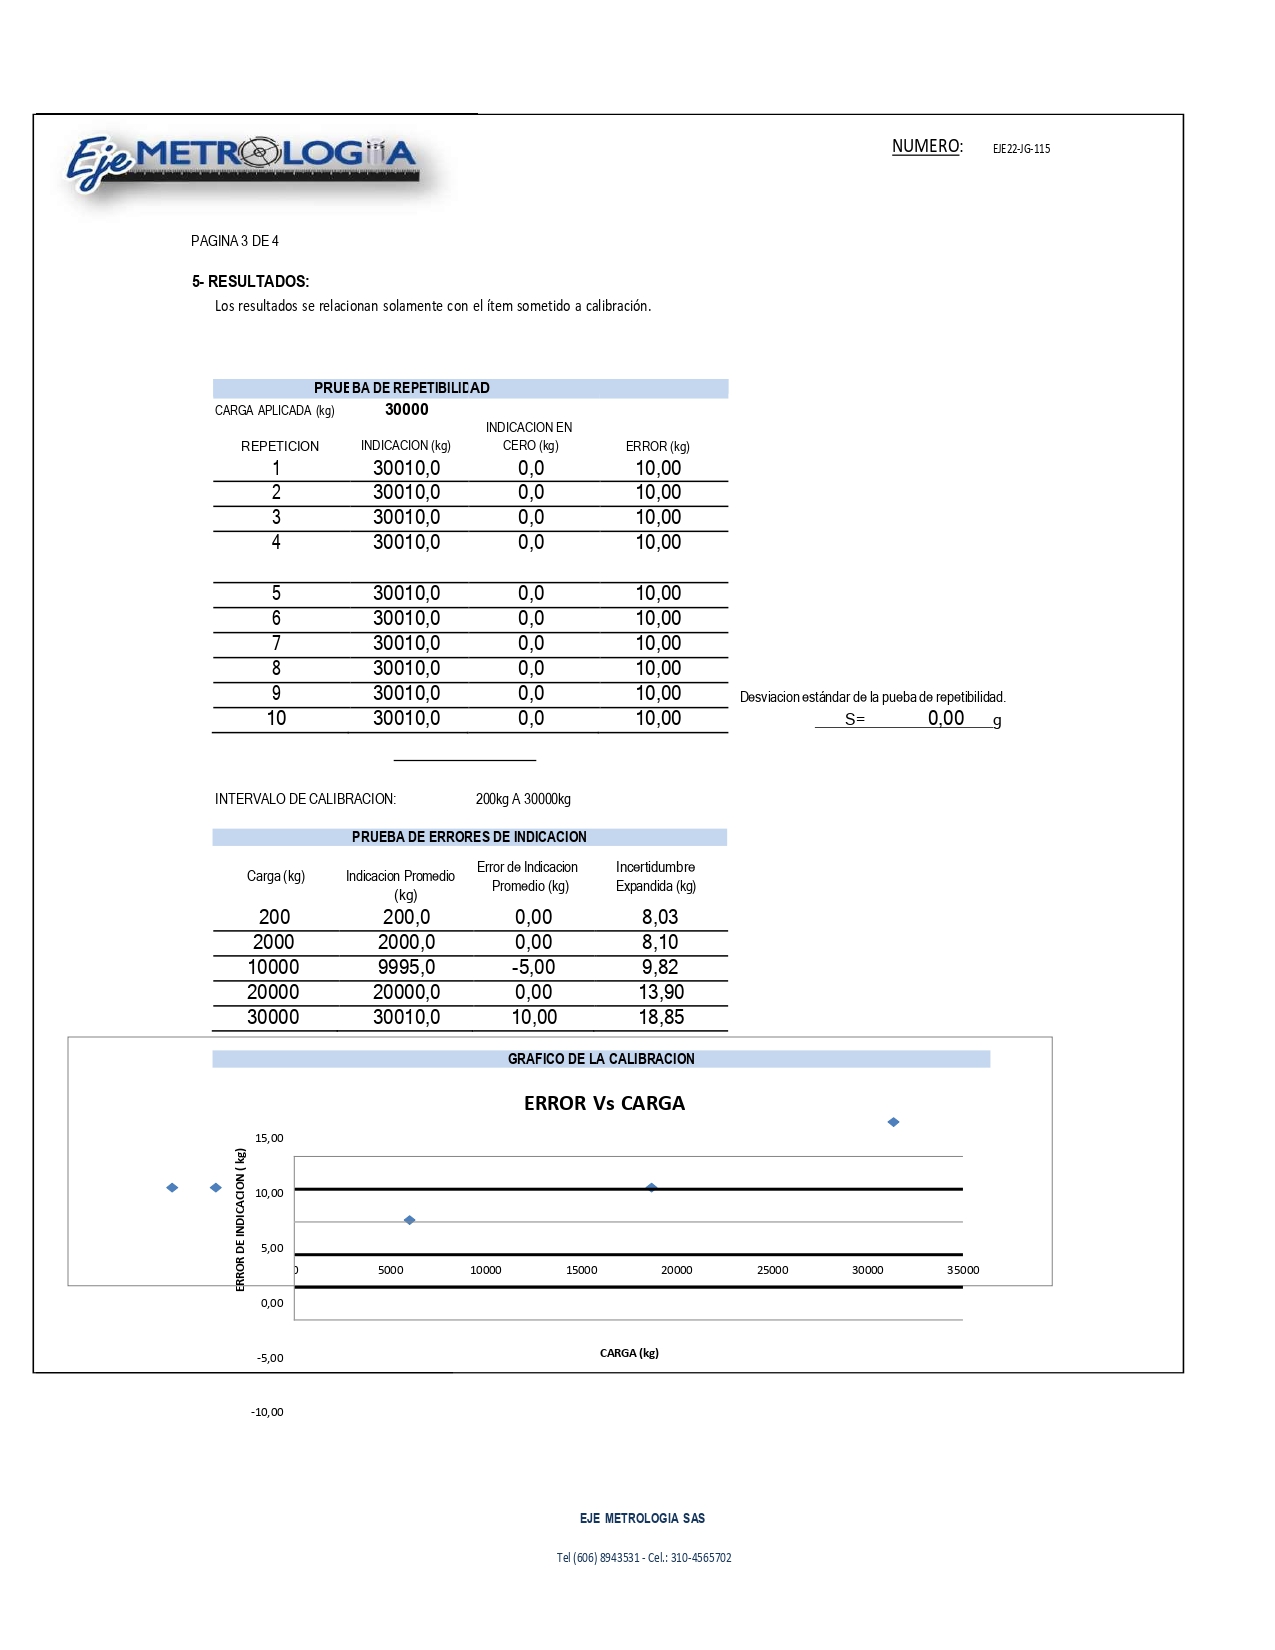 Eje METROLOGIA
NUMERO: EJE22-JG-115
PAGINA 3 DE 4
5- RESULTADOS:
Los resultados se relacionan solamente con el ítem sometido a calibración.
PRUEBA DE REPETIBILIDAD
CARGA APLICADA (kg) 30000
REPETICION INDICACION (kg) INDICACION EN CERO (kg) ERROR (kg)
1 30010,0 0,0 10,00
2 30010,0 0,0 10,00
3 30010,0 0,0 10,00
4 30010,0 0,0 10,00
5 30010,0 0,0 10,00
6 30010,0 0,0 10,00
7 30010,0 0,0 10,00
8 30010,0 0,0 10,00
9 30010,0 0,0 10,00
Desviacion estándar de la pueba de repetibilidad.
10 30010,0 0,0 10,00
S= 0,00 g
INTERVALO DE CALIBRACION: 200kg A 30000kg
PRUEBA DE ERRORES DE INDICACION
Carga (kg) Indicacion Promedio (kg) Error de Indicacion Promedio (kg) Incertidumbre Expandida (kg)
200 200,0 0,00 8,03
2000 2000,0 0,00 8,10
10000 9995,0 -5,00 9,82
20000 20000,0 0,00 13,90
30000 30010,0 10,00 18,85
GRAFICO DE LA CALIBRACION
ERROR Vs CARGA
ERROR DE INDICACION ( kg)
15,00
10,00
5,00
0 5000 10000 15000 20000 25000 30000 35000
0,00
CARGA (kg)
-5,00
-10,00
EJE METROLOGIA SAS
Tel (606) 8943531 - Cel.: 310-4565702